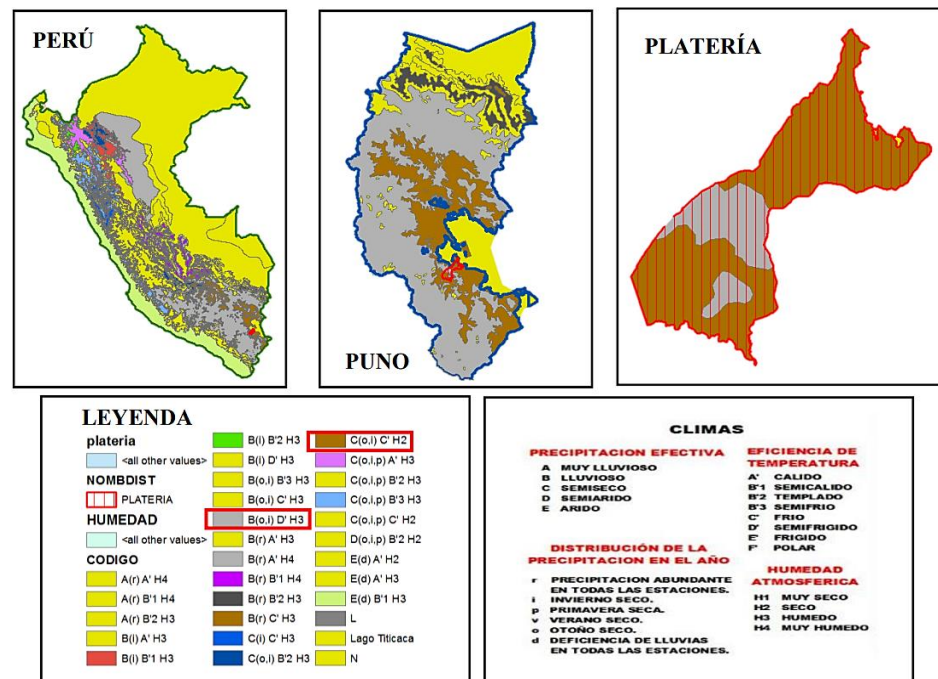 PERÚ
PUNO
PLATERÍA
LEYENDA
plateria
<all other values>
NOMBDIST
PLATERIA
HUMEDAD
<all other values>
CODIGO
A(r) A' H4
A(r) B'1 H4
A(r) B'2 H3
B(i) A' H3
B(i) B'1 H3
B(i) B'2 H3
B(i) D' H3
B(o,i) B'3 H3
B(o,i) C' H3
B(o,i) D' H3
B(r) A' H3
B(r) A' H4
B(r) B'1 H4
B(r) B'2 H3
B(r) C' H3
C(i) C' H3
C(o,i) B'2 H3
C(o,i) C' H2
C(o,i,p) A' H3
C(o,i,p) B'2 H3
C(o,i,p) B'3 H3
C(o,i,p) C' H2
D(o,i,p) B'2 H2
E(d) A' H2
E(d) A' H3
E(d) B'1 H3
L
Lago Titicaca
N
CLIMAS
PRECIPITACION EFECTIVA
A MUY LLUVIOSO
B LLUVIOSO
C SEMISECO
D SEMIARIDO
E ARIDO
DISTRIBUCIÓN DE LA
PRECIPITACION EN EL AÑO
r PRECIPITACION ABUNDANTE
EN TODAS LAS ESTACIONES.
i INVIERNO SECO.
p PRIMAVERA SECA.
v VERANO SECO.
o OTOÑO SECO.
d DEFICIENCIA DE LLUVIAS
EN TODAS LAS ESTACIONES.
EFICIENCIA DE
TEMPERATURA
A' CALIDO
B'1 SEMICALIDO
B'2 TEMPLADO
B'3 SEMIFRIO
C' FRIO
D' SEMIFRIGIDO
E' FRIGIDO
F' POLAR
HUMEDAD
ATMOSFERICA
H1 MUY SECO
H2 SECO
H3 HUMEDO
H4 MUY HUMEDO